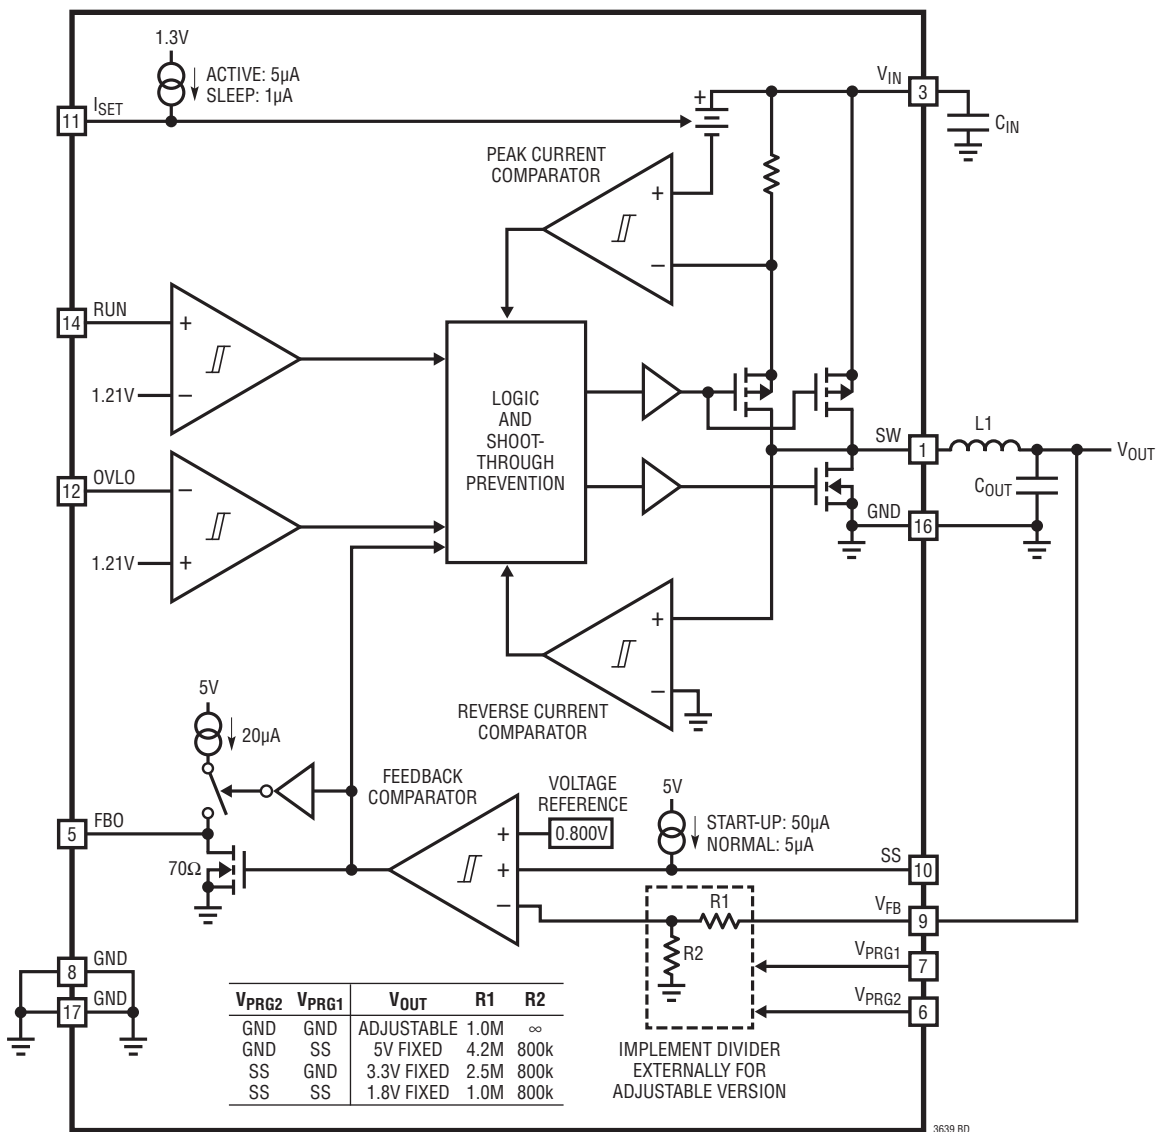 1.3V
ACTIVE: 5µA
SLEEP: 1µA
11
ISET
+
VIN
3
CIN
PEAK CURRENT
COMPARATOR
+
–
14
RUN
+
1.21V
–
LOGIC
AND
SHOOT-
THROUGH
PREVENTION
SW
1
L1
VOUT
COUT
12
OVLO
–
1.21V
+
GND
16
+
–
REVERSE CURRENT
COMPARATOR
5V
20µA
FEEDBACK
COMPARATOR
VOLTAGE
REFERENCE
0.800V
5V
START-UP: 50µA
NORMAL: 5µA
5
FBO
70Ω
+
+
–
SS
10
R1
VFB
9
R2
VPRG1
7
VPRG2
6
8
GND
17
GND
VPRG2 VPRG1 VOUT R1 R2
GND GND ADJUSTABLE 1.0M ∞
GND SS 5V FIXED 4.2M 800k
SS GND 3.3V FIXED 2.5M 800k
SS SS 1.8V FIXED 1.0M 800k
IMPLEMENT DIVIDER
EXTERNALLY FOR
ADJUSTABLE VERSION
3639 BD